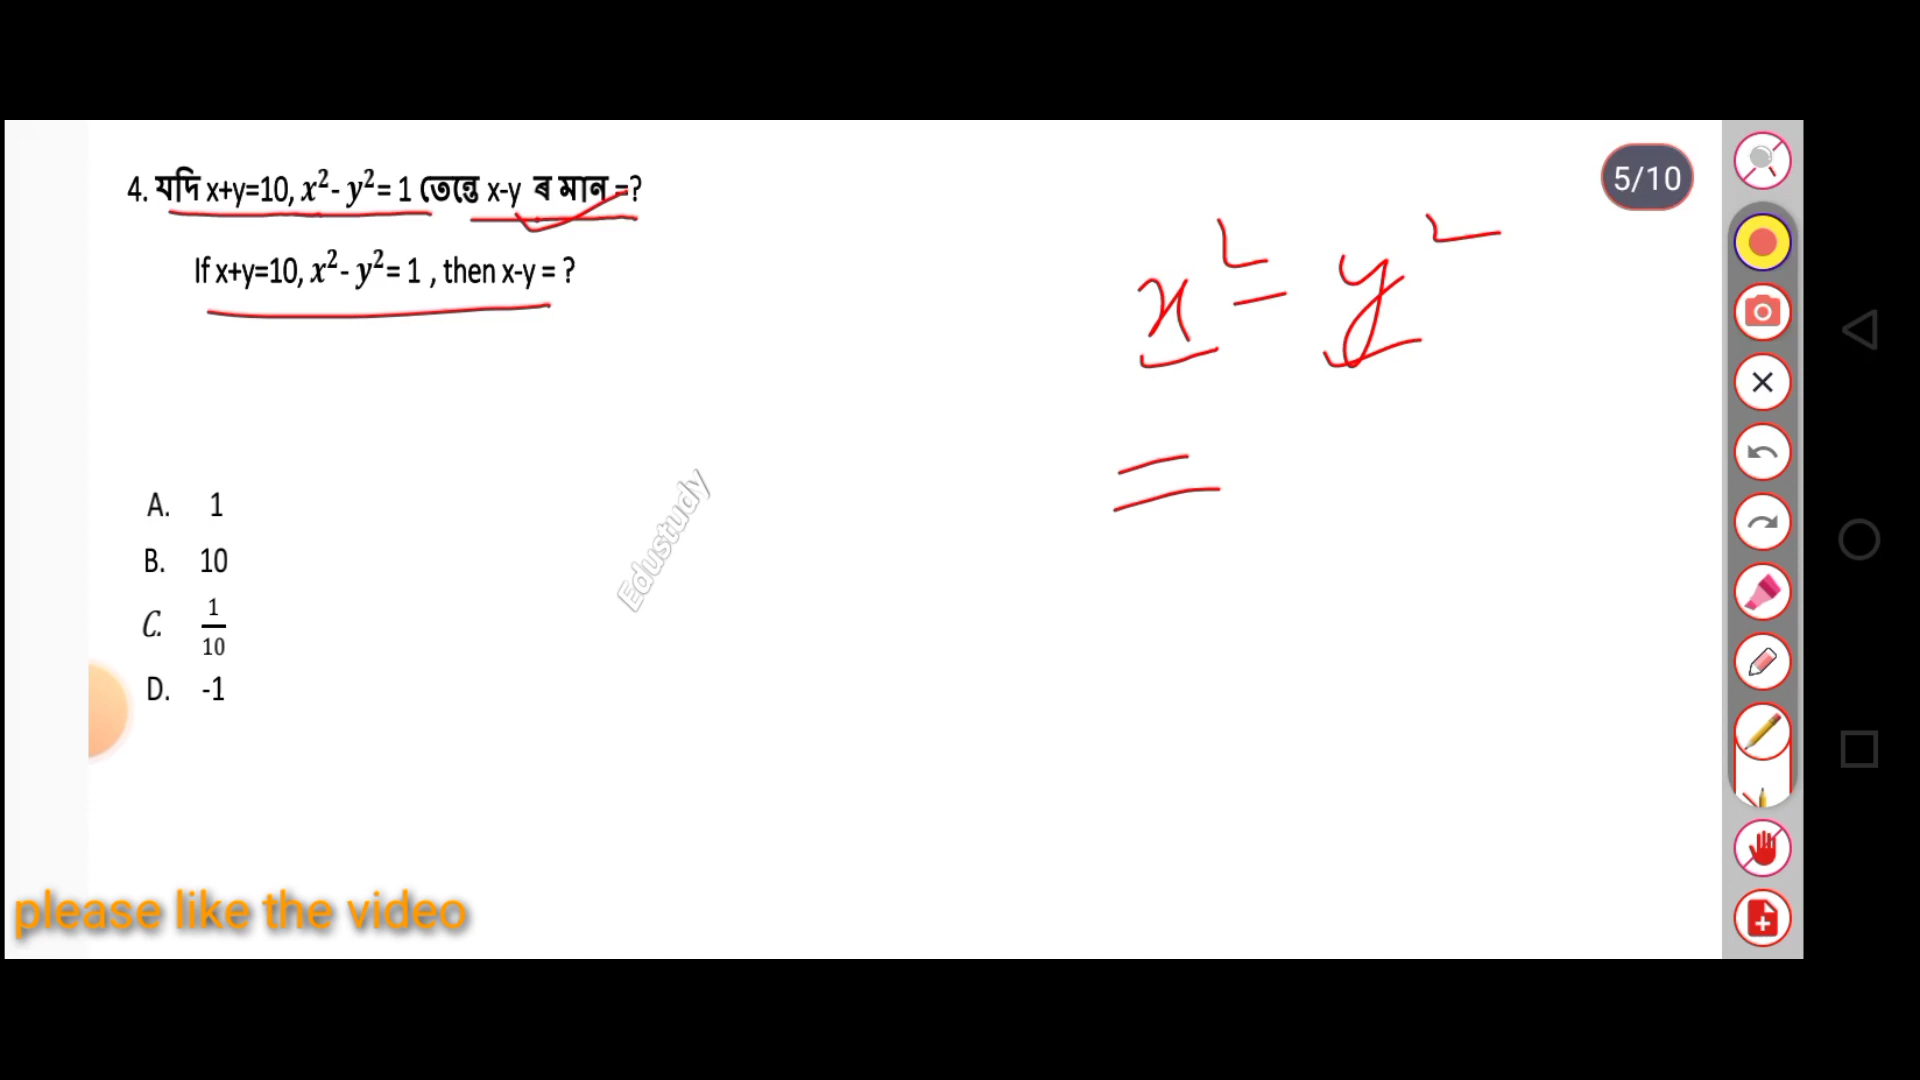 4. যদি x+y=10, x²- y²= 1 তেন্তে x-y ৰ মান =?
If x+y=10, x²- y²= 1 , then x-y = ?
5/10
x² - y²
=
A. 1
B. 10
C. 1/10
D. -1
Edustudy
please like the video